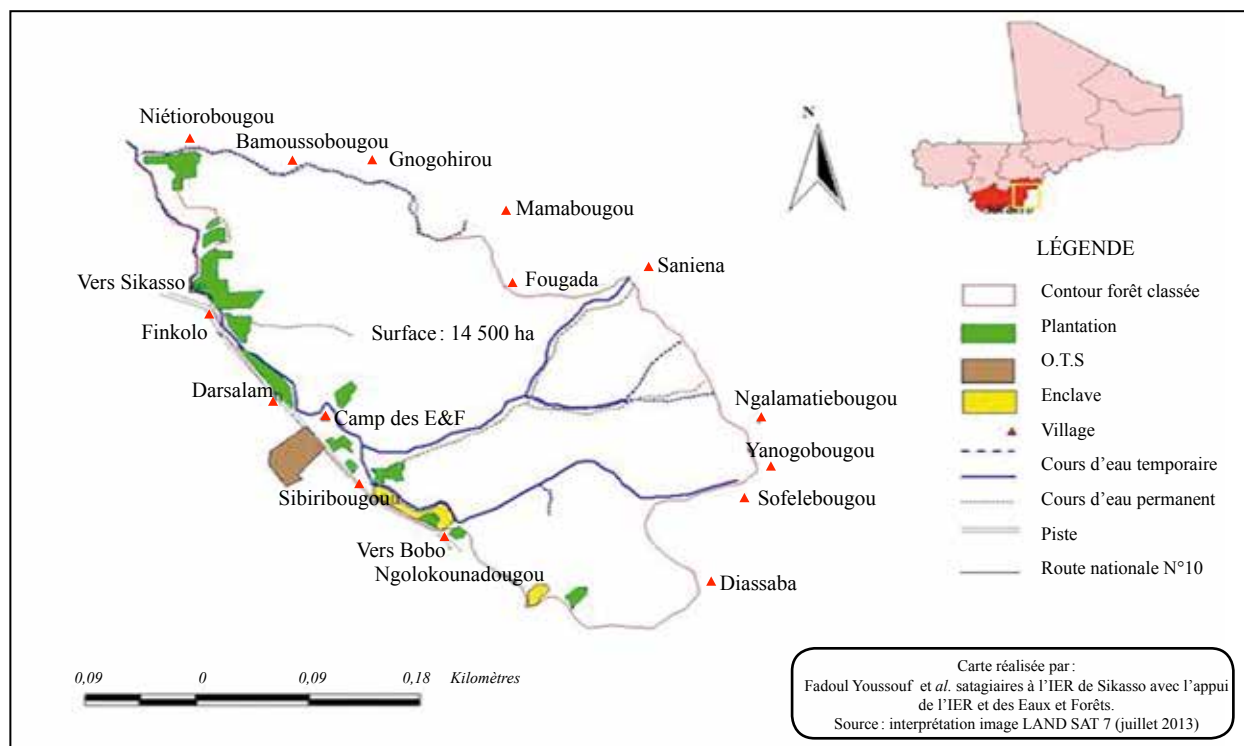 N
Niétiorobougou
Bamoussobougou
Gnogohirou
Mamabougou
Fougada
Saniena
Vers Sikasso
Finkolo
Surface : 14 500 ha
Darsalam
Camp des E&F
Sibiribougou
Ngalamatiebougou
Yanogobougou
Sofelebougou
Vers Bobo
Ngolokounadougou
Diassaba
LÉGENDE
Contour forêt classée
Plantation
O.T.S
Enclave
Village
Cours d'eau temporaire
Cours d'eau permanent
Piste
Route nationale N°10
0,09 0 0,09 0,18 Kilomètres
Carte réalisée par :
Fadoul Youssouf et al. satagiaires à l'IER de Sikasso avec l'appui
de l'IER et des Eaux et Forêts.
Source : interprétation image LAND SAT 7 (juillet 2013)